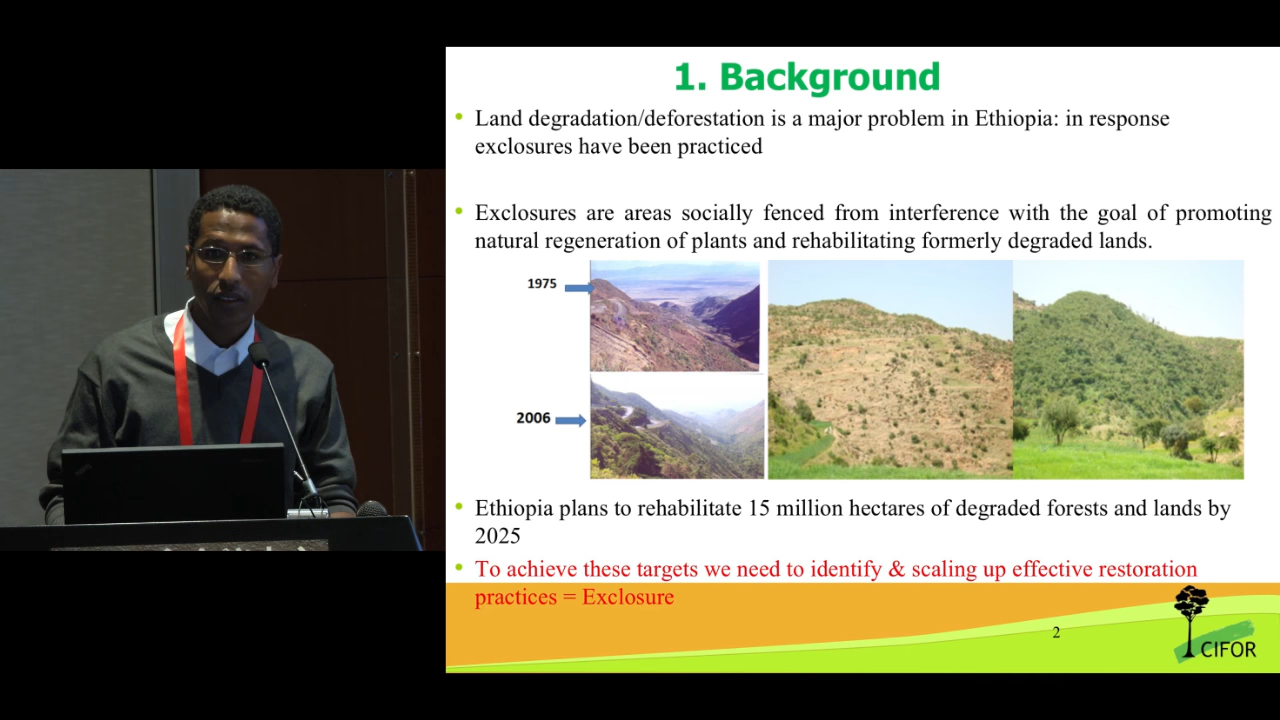 1. Background
• Land degradation/deforestation is a major problem in Ethiopia: in response
exclosures have been practiced
• Exclosures are areas socially fenced from interference with the goal of promoting
natural regeneration of plants and rehabilitating formerly degraded lands.
1975
2006
• Ethiopia plans to rehabilitate 15 million hectares of degraded forests and lands by
2025
• To achieve these targets we need to identify & scaling up effective restoration
practices = Exclosure
2
CIFOR